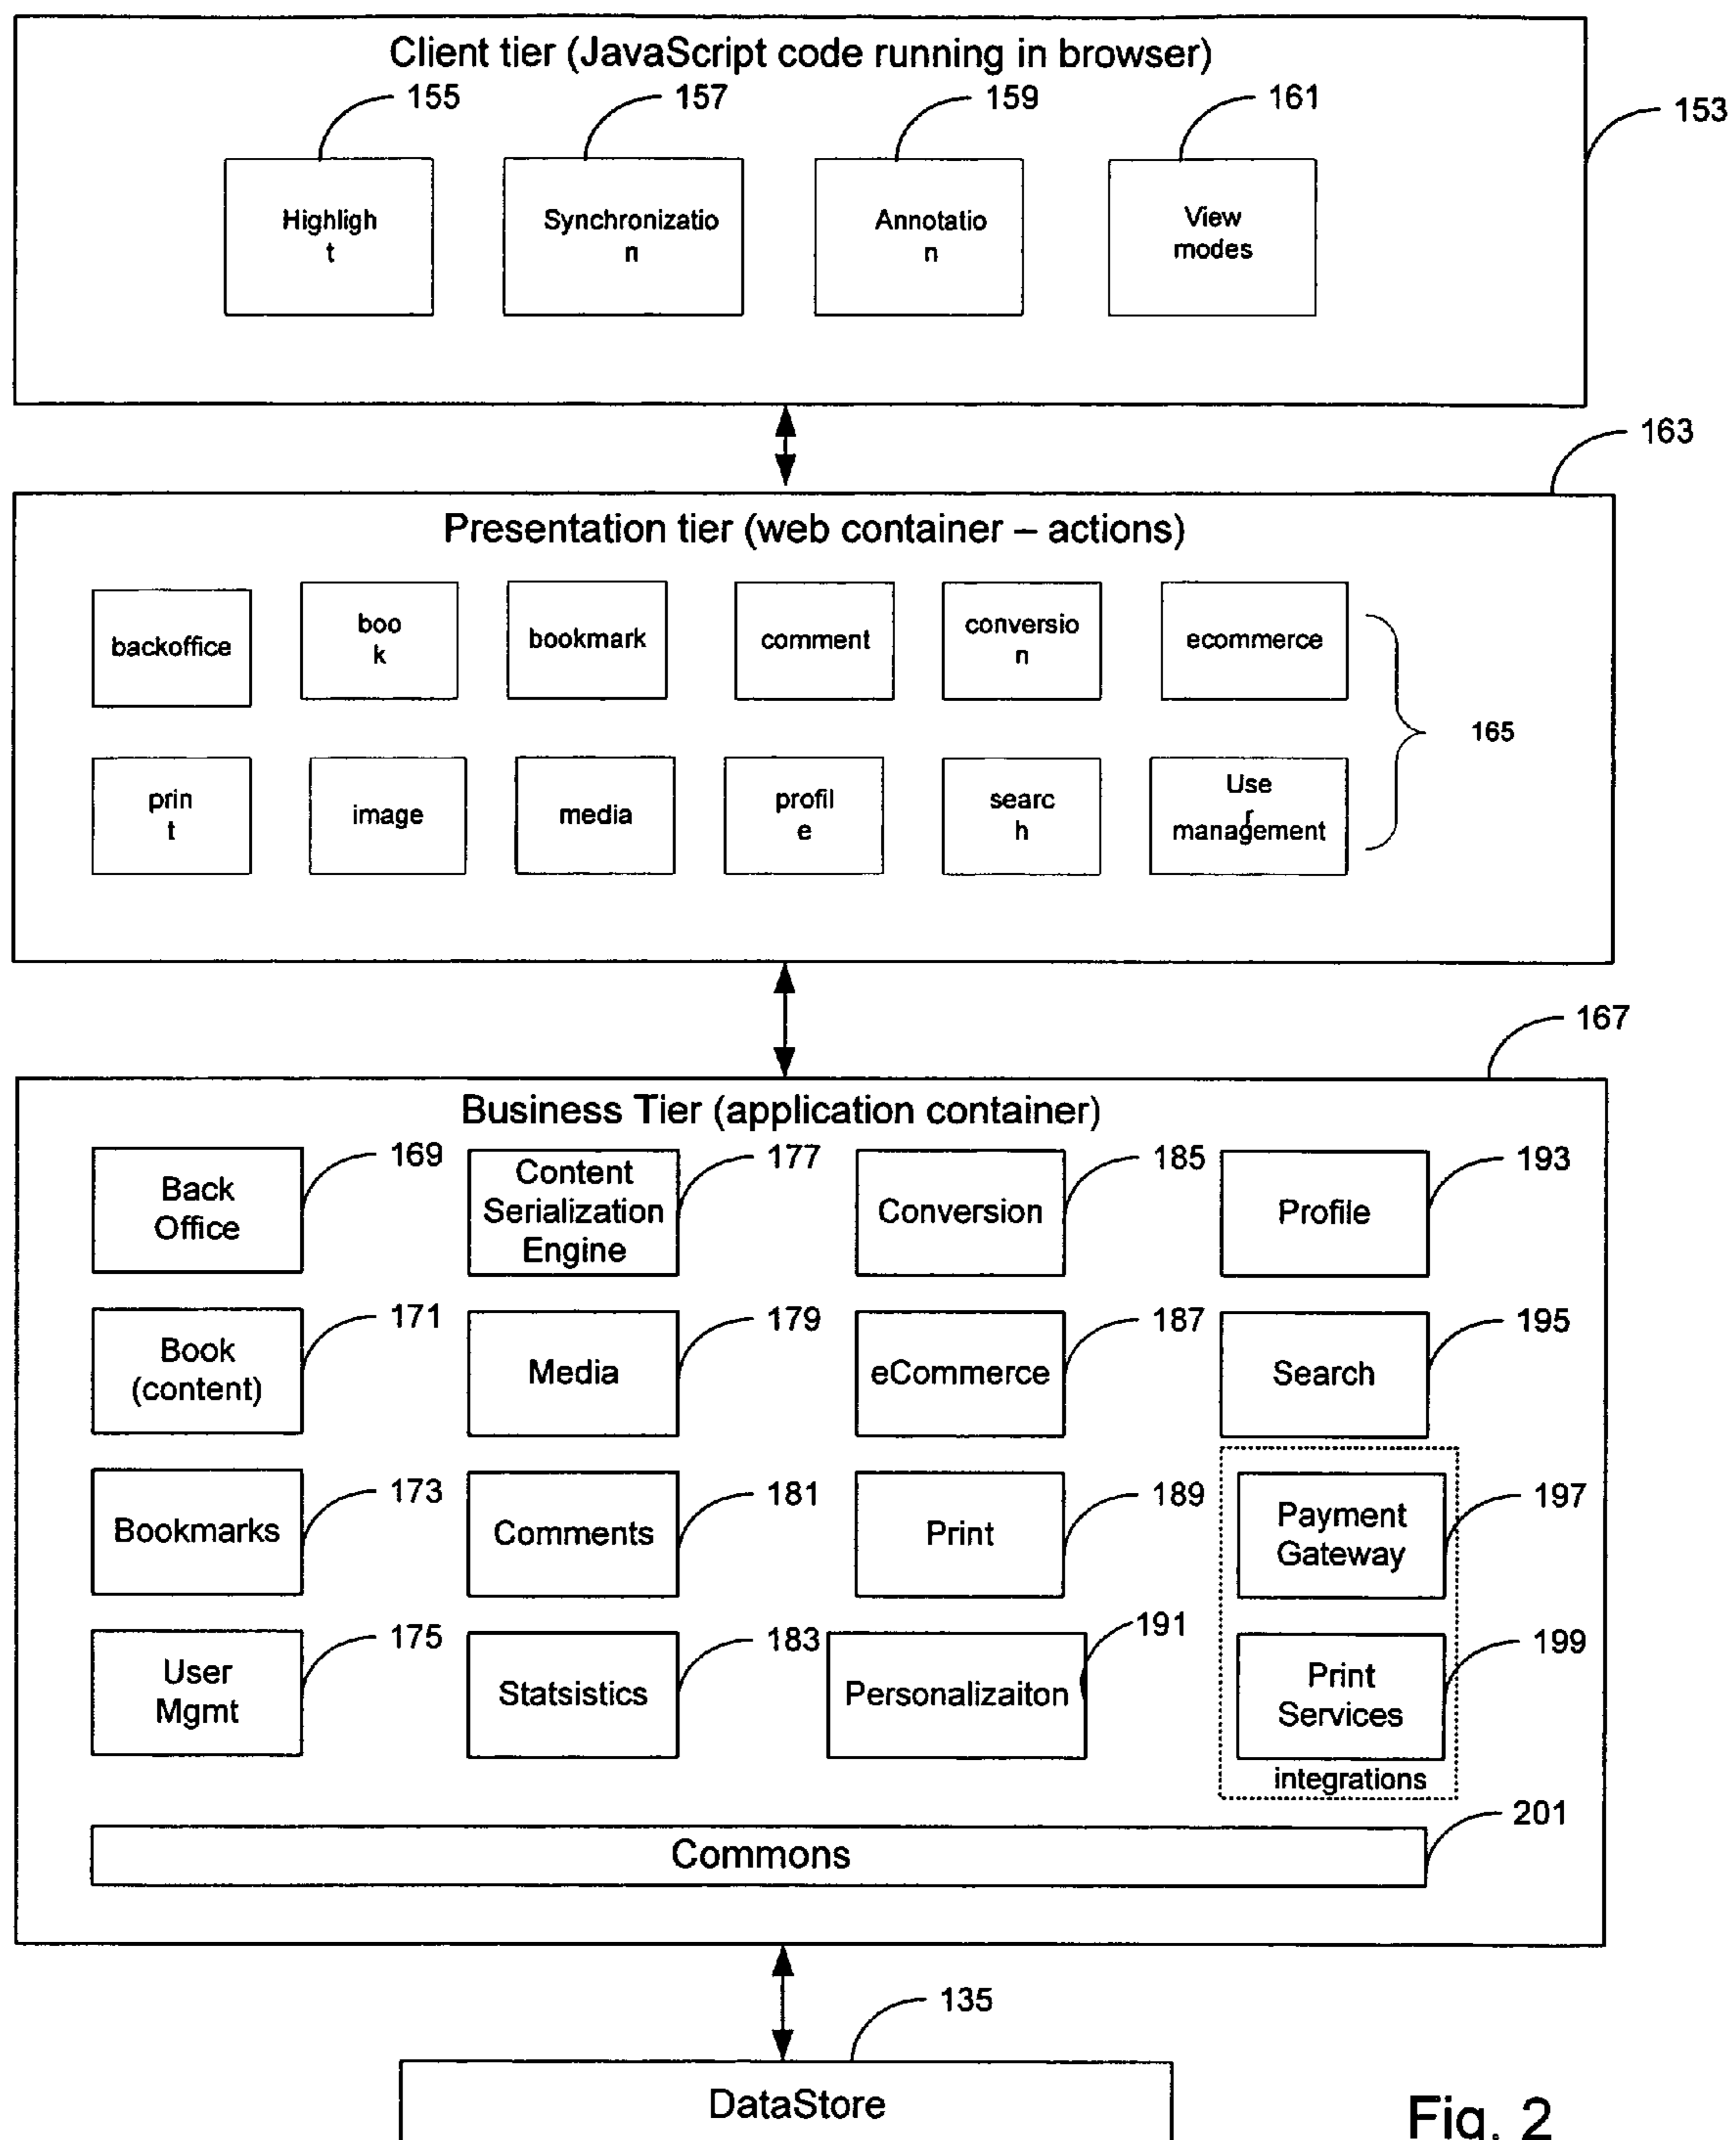 Client tier (JavaScript code running in browser)
155
157
159
161
153
Highligh
t
Synchronizatio
n
Annotatio
n
View
modes
163
Presentation tier (web container – actions)
backoffice
boo
k
bookmark
comment
conversio
n
ecommerce
165
prin
t
image
media
profil
e
searc
h
Use
r
management
167
Business Tier (application container)
Back
Office
169
Content
Serialization
Engine
177
Conversion
185
Profile
193
Book
(content)
171
Media
179
eCommerce
187
Search
195
Bookmarks
173
Comments
181
Print
189
Payment
Gateway
197
User
Mgmt
175
Statsistics
183
Personalizaiton
191
Print
Services
199
integrations
201
Commons
135
DataStore
Fig. 2